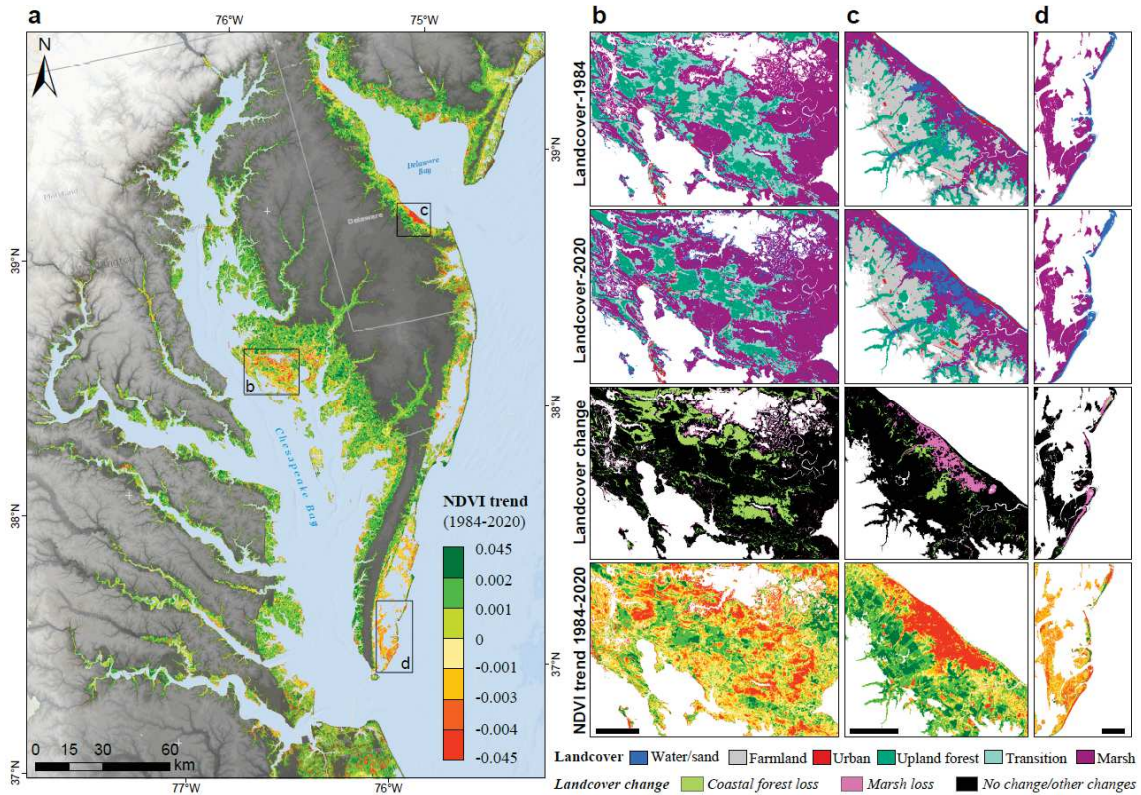 a
b
c
d
76°W
75°W
N
Landcover-1984
39°N
Delaware
Bay
39°N
c
Delaware
Landcover-2020
b
38°N
Chesapeake Bay
Landcover change
38°N
NDVI trend
(1984-2020)
0.045
0.002
0.001
0
-0.001
-0.003
-0.004
-0.045
d
37°N
NDVI trend 1984-2020
0 15 30 60
km
37°N
77°W
76°W
Landcover Water/sand Farmland Urban Upland forest Transition Marsh
Landcover change Coastal forest loss Marsh loss No change/other changes